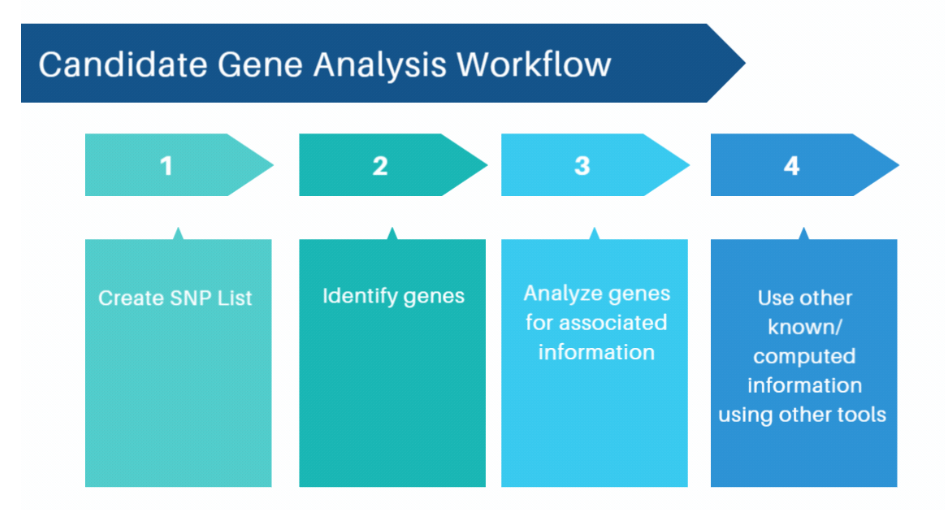 Candidate Gene Analysis Workflow
1
2
3
4
Create SNP List
Identify genes
Analyze genes
for associated
information
Use other
known/
computed
information
using other tools